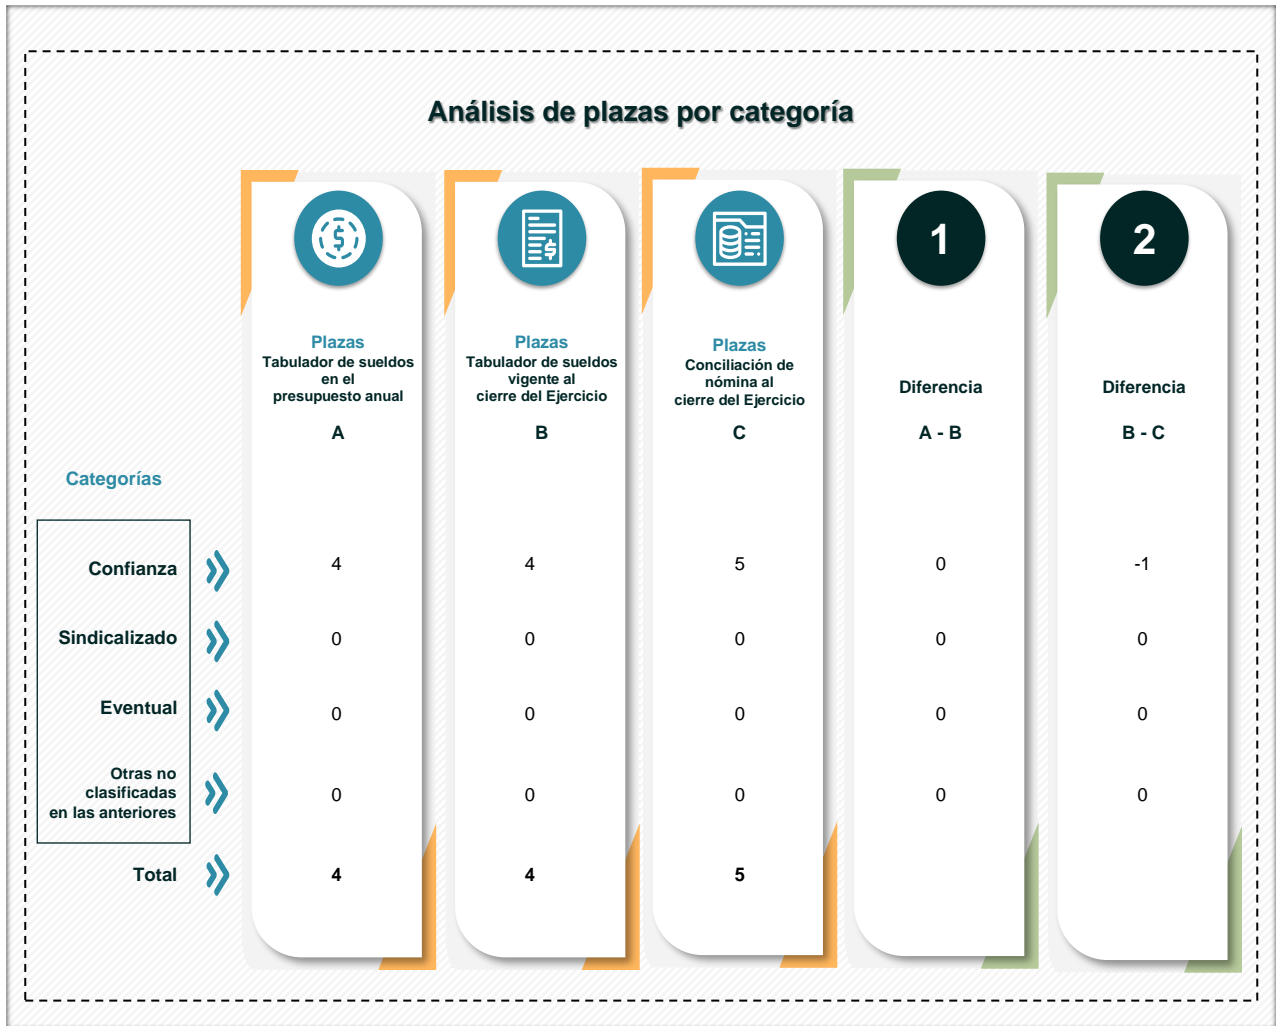 Análisis de plazas por categoría
1
2
Plazas
Tabulador de sueldos
en el
presupuesto anual
A
Plazas
Tabulador de sueldos
vigente al
cierre del Ejercicio
B
Plazas
Conciliación de
nómina al
cierre del Ejercicio
C
Diferencia
A - B
Diferencia
B - C
Categorías
Confianza 4 4 5 0 -1
Sindicalizado 0 0 0 0 0
Eventual 0 0 0 0 0
Otras no
clasificadas
en las anteriores 0 0 0 0 0
Total 4 4 5